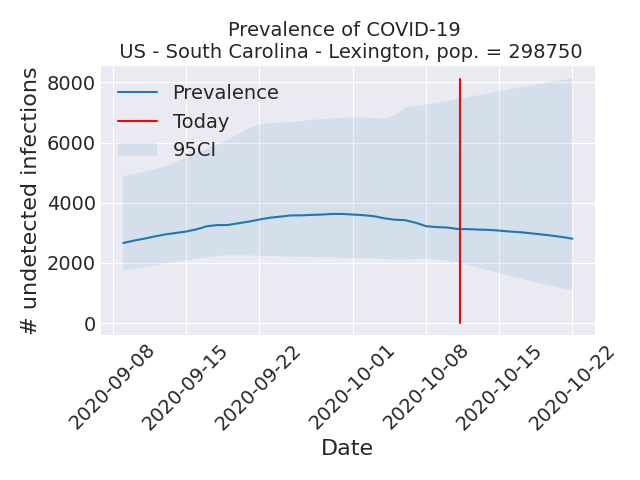 Prevalence of COVID-19
US - South Carolina - Lexington, pop. = 298750
# undetected infections
8000
6000
4000
2000
0
Prevalence
Today
95CI
2020-09-08
2020-09-15
2020-09-22
2020-10-01
2020-10-08
2020-10-15
2020-10-22
Date